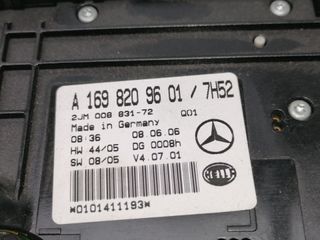 A 169 820 96 01 / 7H52
2JM 008 831-72 Q01
Made in Germany
08:36 08.06.06
HW 44/05 DG 0008h
SW 08/05 V4.07.01
*0101411193*
HELLA